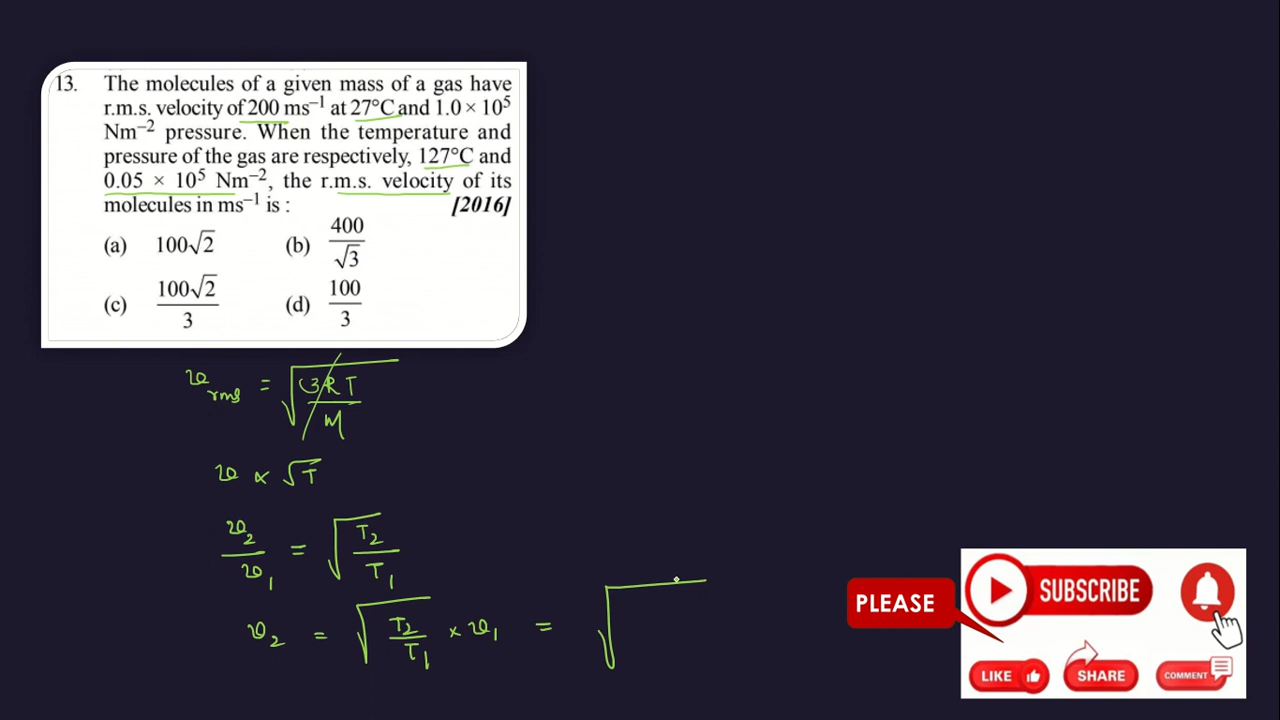 13. The molecules of a given mass of a gas have
r.m.s. velocity of 200 ms⁻¹ at 27°C and 1.0 × 10⁵
Nm⁻² pressure. When the temperature and
pressure of the gas are respectively, 127°C and
0.05 × 10⁵ Nm⁻², the r.m.s. velocity of its
molecules in ms⁻¹ is : [2016]
(a) 100√2 (b) 400/√3
(c) 100√2/3 (d) 100/3
v_rms = √(3RT/M)
v ∝ √T
v₂/v₁ = √(T₂/T₁)
v₂ = √(T₂/T₁) × v₁ = √
PLEASE
SUBSCRIBE
LIKE SHARE COMMENT